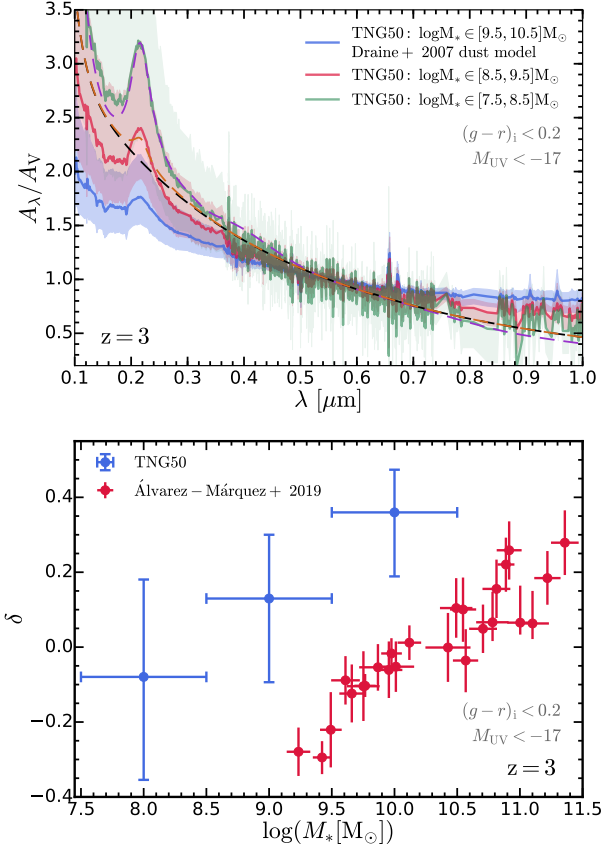 3.5
3.0
2.5
2.0
1.5
1.0
0.5
A_λ/A_V
TNG50: logM_* ∈ [9.5, 10.5]M_⊙
Draine+ 2007 dust model
TNG50: logM_* ∈ [8.5, 9.5]M_⊙
TNG50: logM_* ∈ [7.5, 8.5]M_⊙
(g − r)_i < 0.2
M_UV < −17
z = 3
0.1 0.2 0.3 0.4 0.5 0.6 0.7 0.8 0.9 1.0
λ [μm]
TNG50
Álvarez − Márquez + 2019
0.4
0.2
0.0
−0.2
−0.4
δ
(g − r)_i < 0.2
M_UV < −17
z = 3
7.5 8.0 8.5 9.0 9.5 10.0 10.5 11.0 11.5
log(M_*[M_⊙])